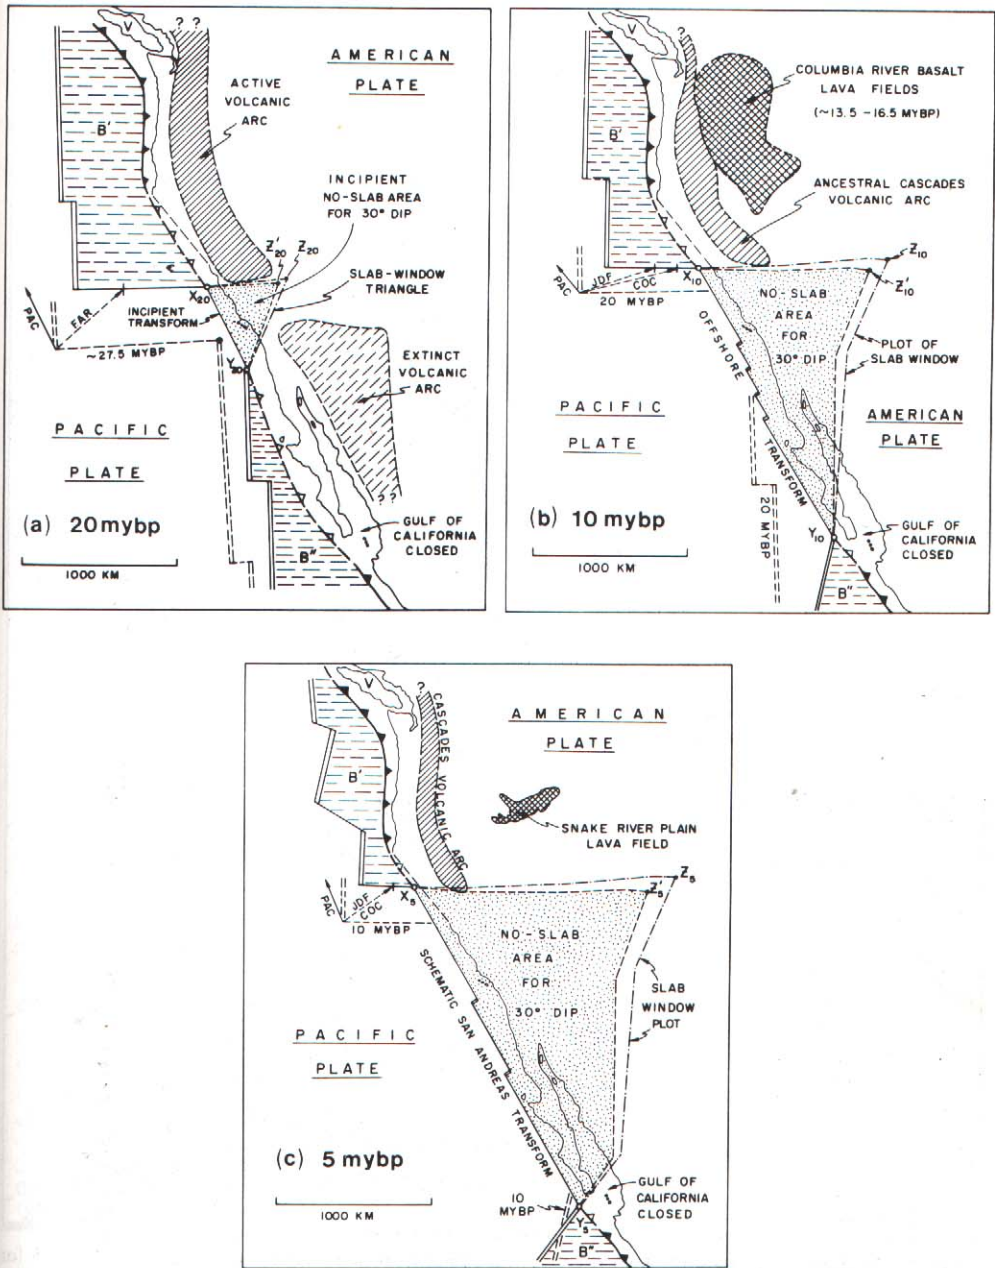 V
? ?
AMERICAN
PLATE
ACTIVE
VOLCANIC
ARC
B'
INCIPIENT
NO-SLAB AREA
FOR 30° DIP
Z'20
Z20
SLAB-WINDOW
TRIANGLE
X20
INCIPIENT
TRANSFORM
PAC
FAR
~27.5 MYBP
Y20
EXTINCT
VOLCANIC
ARC
PACIFIC
PLATE
? ?
(a) 20 mybp
GULF OF
CALIFORNIA
CLOSED
B"
1000 KM
V
?
COLUMBIA RIVER BASALT
LAVA FIELDS
(~13.5 - 16.5 MYBP)
B'
ANCESTRAL CASCADES
VOLCANIC ARC
Z10
PAC
JDF
COC
X10
20 MYBP
Z'10
NO-SLAB
AREA
FOR
30° DIP
OFFSHORE
TRANSFORM
PLOT OF
SLAB WINDOW
PACIFIC
PLATE
AMERICAN
PLATE
20 MYBP
(b) 10 mybp
Y10
GULF OF
CALIFORNIA
CLOSED
1000 KM
B"
V
?
CASCADES VOLCANIC ARC
AMERICAN
PLATE
B'
SNAKE RIVER PLAIN
LAVA FIELD
Z5
Z'5
PAC
JDF
COC
X5
10 MYBP
NO-SLAB
AREA
FOR
30° DIP
SCHEMATIC SAN ANDREAS TRANSFORM
SLAB
WINDOW
PLOT
PACIFIC
PLATE
(c) 5 mybp
10
MYBP
GULF OF
CALIFORNIA
CLOSED
Y5
1000 KM
B"